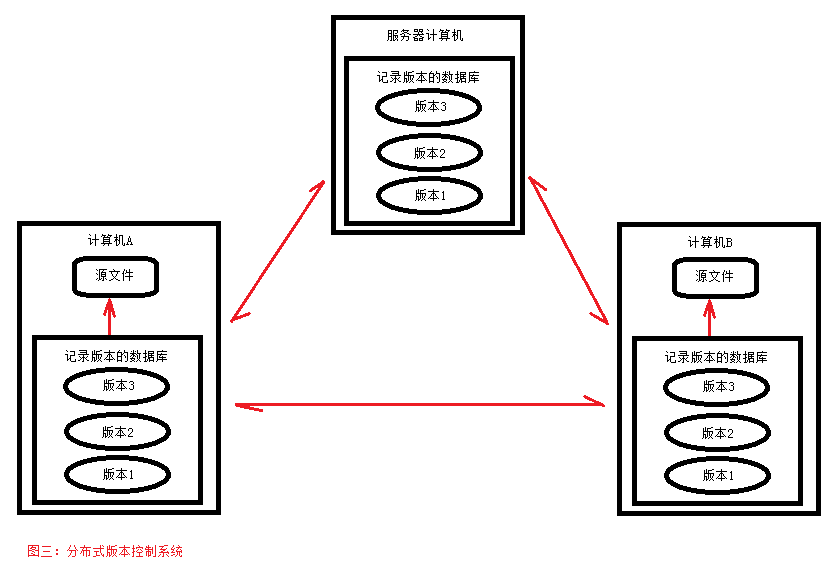 服务器计算机
记录版本的数据库
版本3
版本2
版本1
计算机A
源文件
记录版本的数据库
版本3
版本2
版本1
计算机B
源文件
记录版本的数据库
版本3
版本2
版本1
图三：分布式版本控制系统